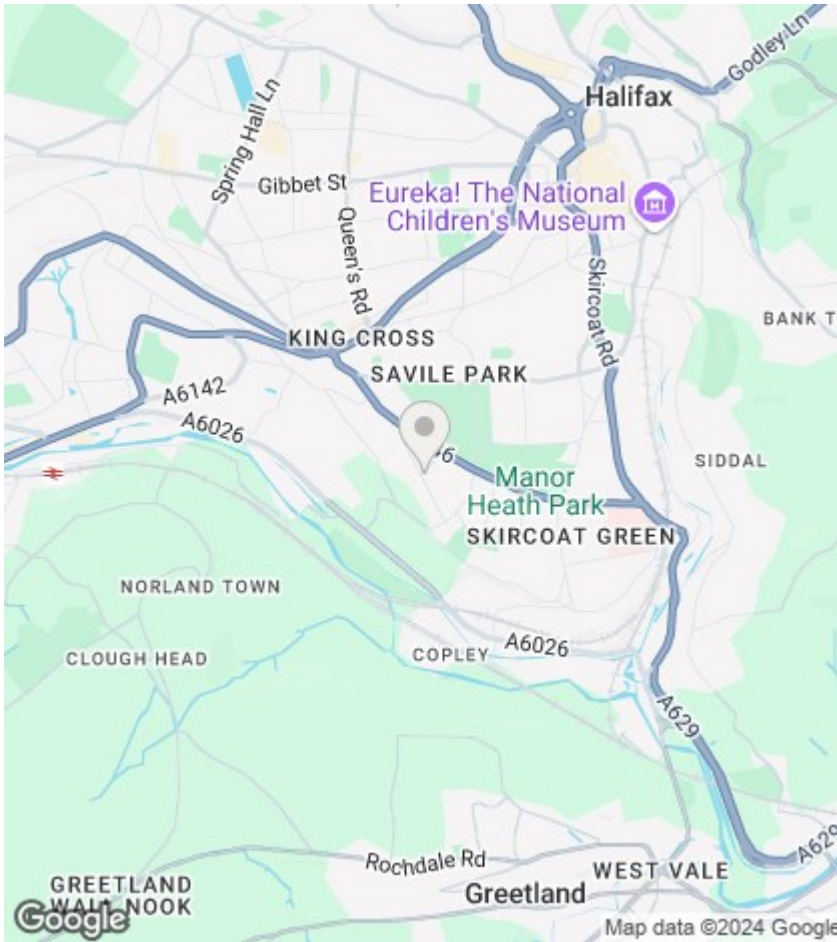 Godley Ln
Halifax
Spring Hall Ln
Gibbet St
Eureka! The National
Children's Museum
Queen's Rd
Skircoat Rd
BANK T
KING CROSS
SAVILE PARK
A6142
A6026
6
SIDDAL
Manor
Heath Park
SKIRCOAT GREEN
NORLAND TOWN
A6026
COPLEY
CLOUGH HEAD
A629
A629
Rochdale Rd
WEST VALE
GREETLAND
WALL NOOK
Greetland
Google
Map data ©2024 Google